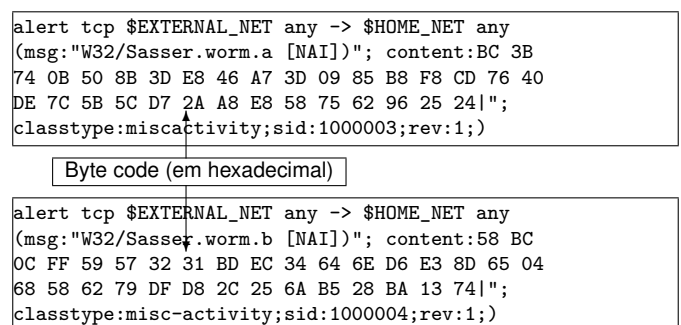 alert tcp $EXTERNAL_NET any -> $HOME_NET any
(msg:"W32/Sasser.worm.a [NAI])"; content:BC 3B
74 0B 50 8B 3D E8 46 A7 3D 09 85 B8 F8 CD 76 40
DE 7C 5B 5C D7 2A A8 E8 58 75 62 96 25 24|";
classtype:miscactivity;sid:1000003;rev:1;)
Byte code (em hexadecimal)
alert tcp $EXTERNAL_NET any -> $HOME_NET any
(msg:"W32/Sasser.worm.b [NAI])"; content:58 BC
0C FF 59 57 32 31 BD EC 34 64 6E D6 E3 8D 65 04
68 58 62 79 DF D8 2C 25 6A B5 28 BA 13 74|";
classtype:misc-activity;sid:1000004;rev:1;)